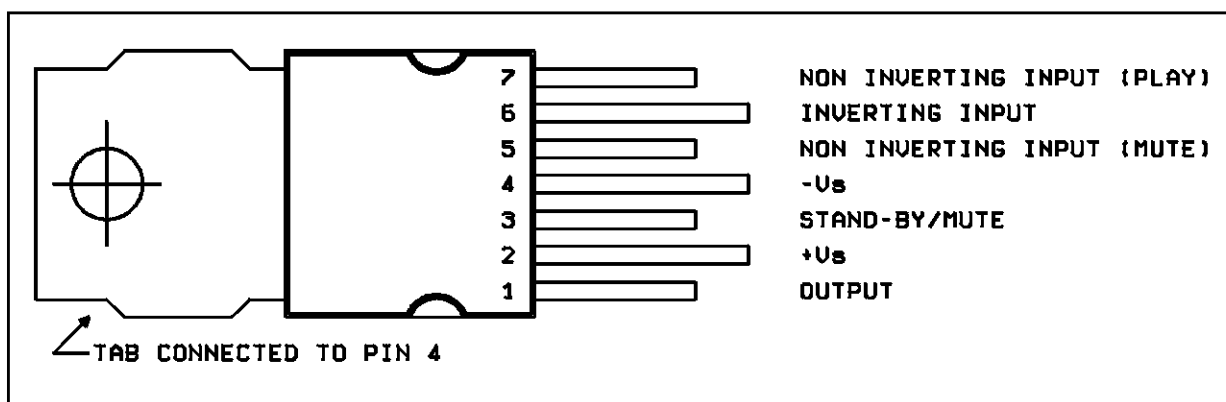 7 NON INVERTING INPUT (PLAY)
6 INVERTING INPUT
5 NON INVERTING INPUT (MUTE)
4 -Vs
3 STAND-BY/MUTE
2 +Vs
1 OUTPUT
TAB CONNECTED TO PIN 4